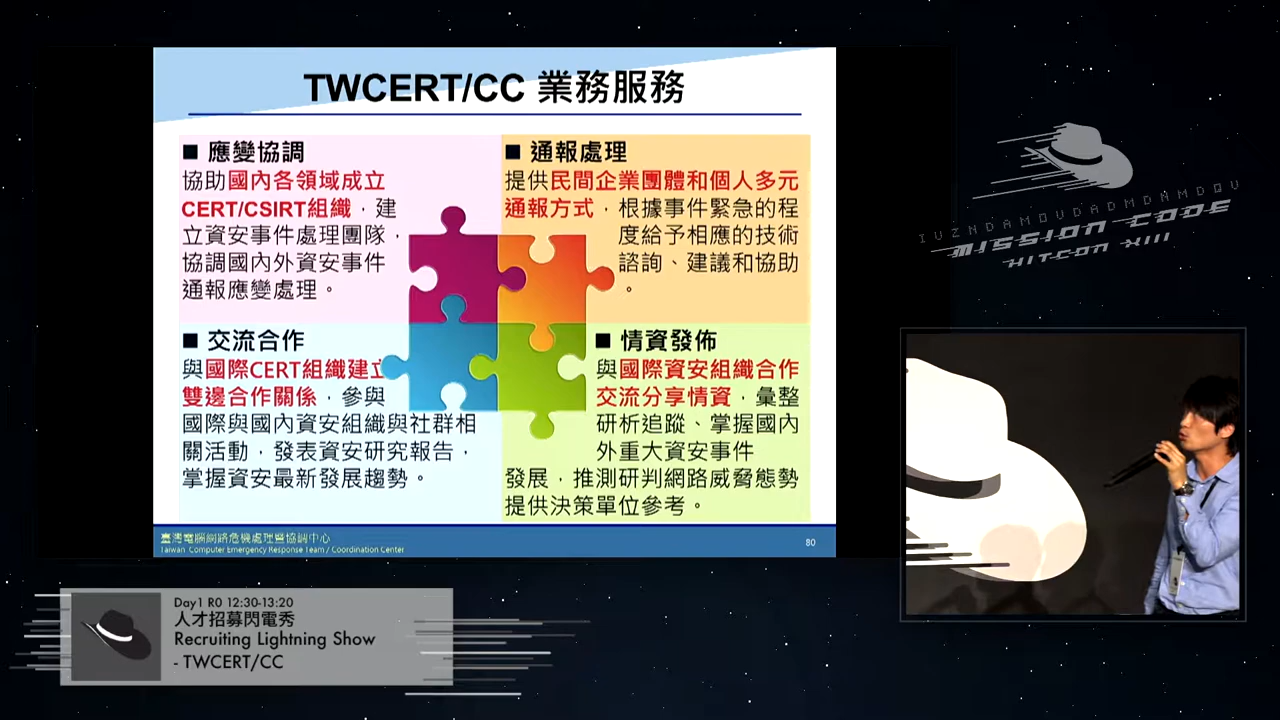 TWCERT/CC 業務服務
■ 應變協調
協助國內各領域成立
CERT/CSIRT組織，建
立資安事件處理團隊，
協調國內外資安事件
通報應變處理。
■ 通報處理
提供民間企業團體和個人多元
通報方式，根據事件緊急的程
度給予相應的技術
諮詢、建議和協助
。
■ 交流合作
與國際CERT組織建立
雙邊合作關係，參與
國際與國內資安組織與社群相
關活動，發表資安研究報告，
掌握資安最新發展趨勢。
■ 情資發佈
與國際資安組織合作
交流分享情資，彙整
研析追蹤、掌握國內
外重大資安事件
發展，推測研判網路威脅態勢
提供決策單位參考。
臺灣電腦網路危機處理暨協調中心
Taiwan Computer Emergency Response Team / Coordination Center
80
IVZNDAMOVDADMDNAMDOV
MISSION CODE
HITCON XIII
Day1 R0 12:30-13:20
人才招募閃電秀
Recruiting Lightning Show
- TWCERT/CC